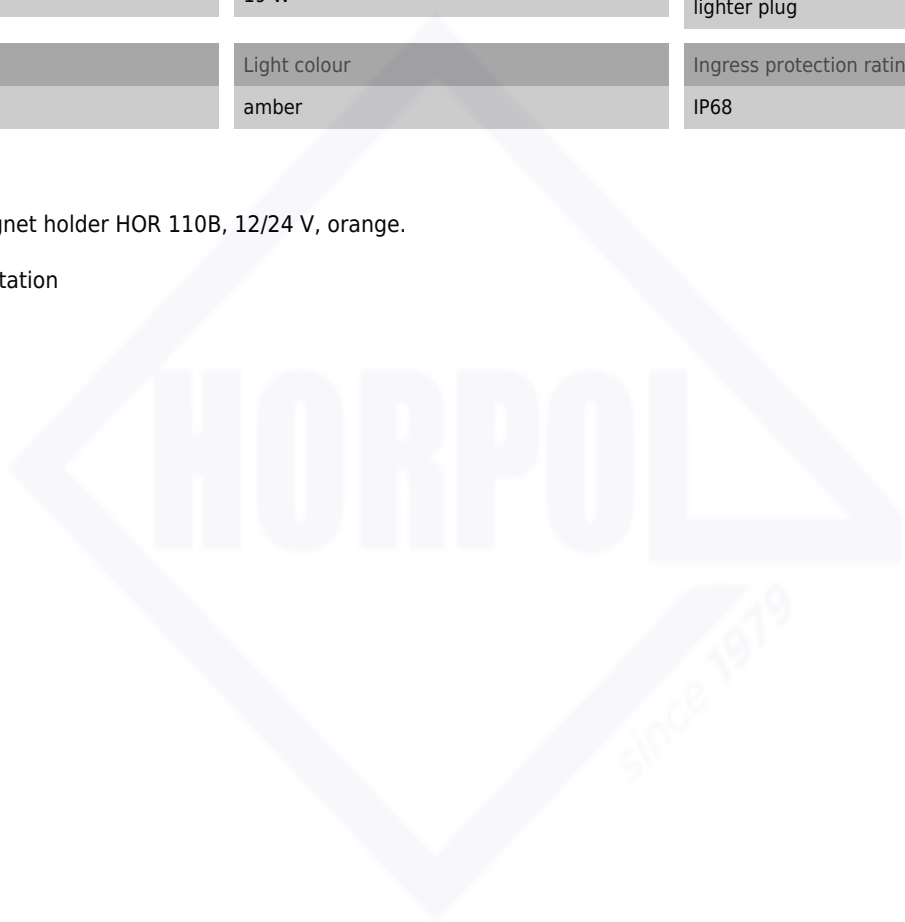 lighter plug
Light colour
Ingress protection ratin
amber
IP68
gnet holder HOR 110B, 12/24 V, orange.
tation
HORPOL
since 1979